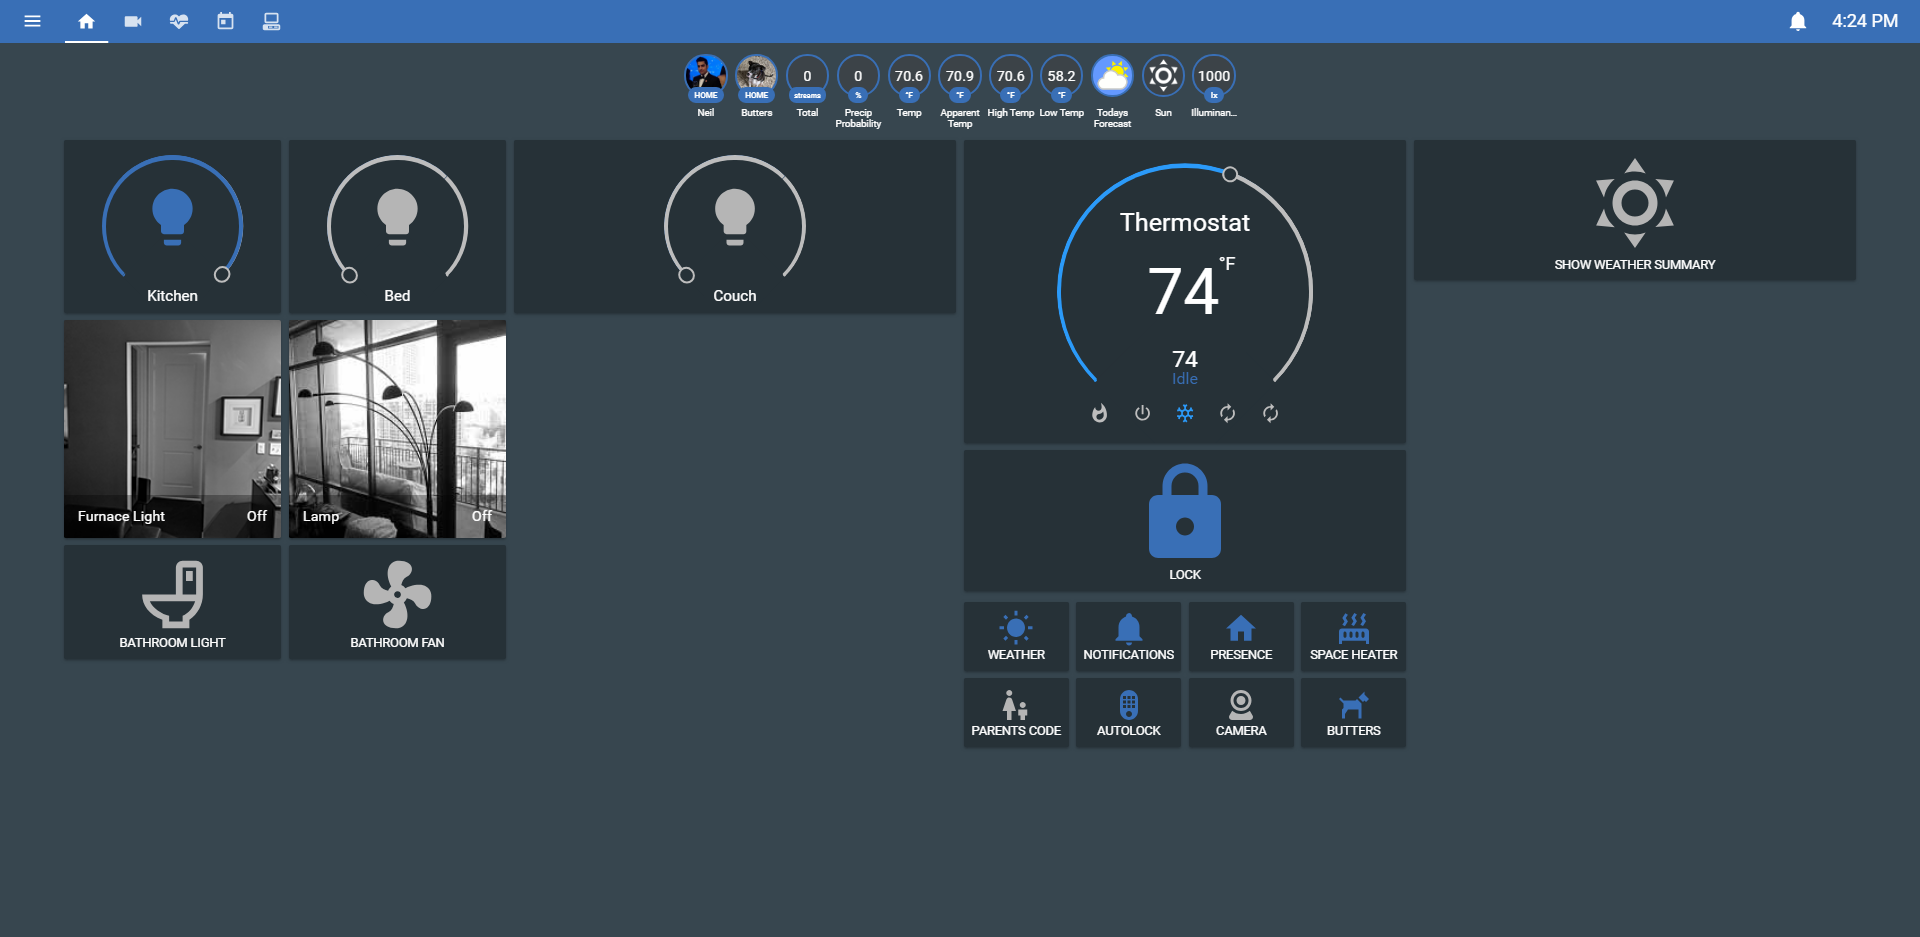 4:24 PM
HOME
HOME
0
streams
0
%
70.6
°F
70.9
°F
70.6
°F
58.2
°F
1000
lx
Neil
Butters
Total
Precip
Probability
Temp
Apparent
Temp
High Temp
Low Temp
Todays
Forecast
Sun
Illuminan...
Kitchen
Bed
Couch
Thermostat
74
°F
74
Idle
SHOW WEATHER SUMMARY
Furnace Light Off
Lamp Off
LOCK
BATHROOM LIGHT
BATHROOM FAN
WEATHER
NOTIFICATIONS
PRESENCE
SPACE HEATER
PARENTS CODE
AUTOLOCK
CAMERA
BUTTERS